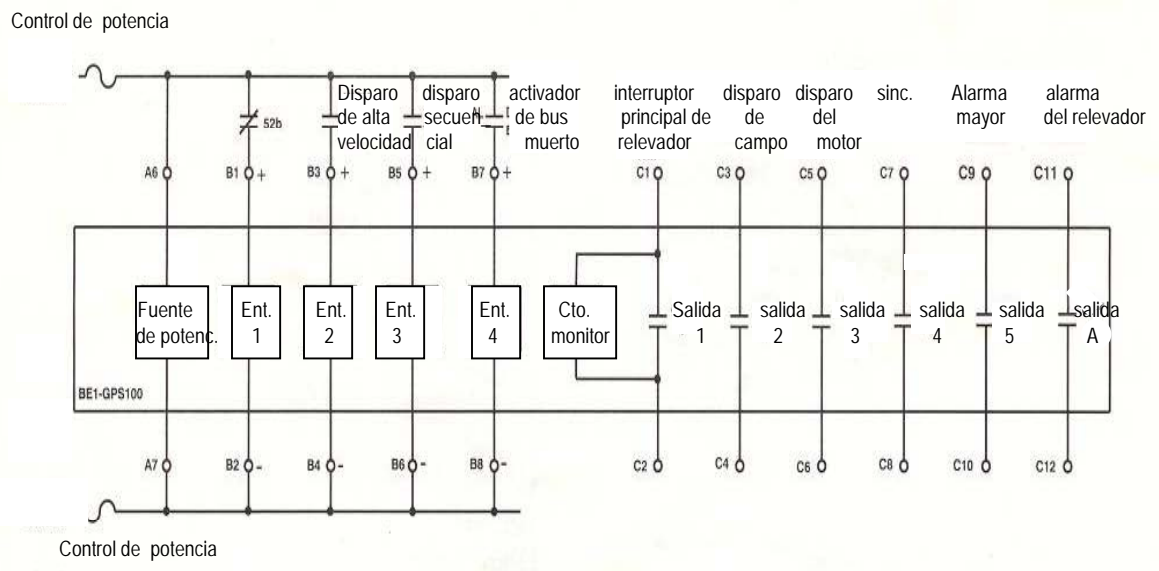 Control de potencia
Disparo disparo activador interruptor disparo disparo sinc. Alarma alarma
52b de alta secuen de bus principal de de del mayor del relevador
velocidad cial muerto relevador campo motor
A6 B1 + B3 + B5 + B7 + C1 C3 C5 C7 C9 C11
Fuente Ent. Ent. Ent. Ent. Cto. Salida salida salida salida salida salida
de potenc. 1 2 3 4 monitor 1 2 3 4 5 A
BE1-GPS100
A7 B2 - B4 - B6 - B8 - C2 C4 C6 C8 C10 C12
Control de potencia